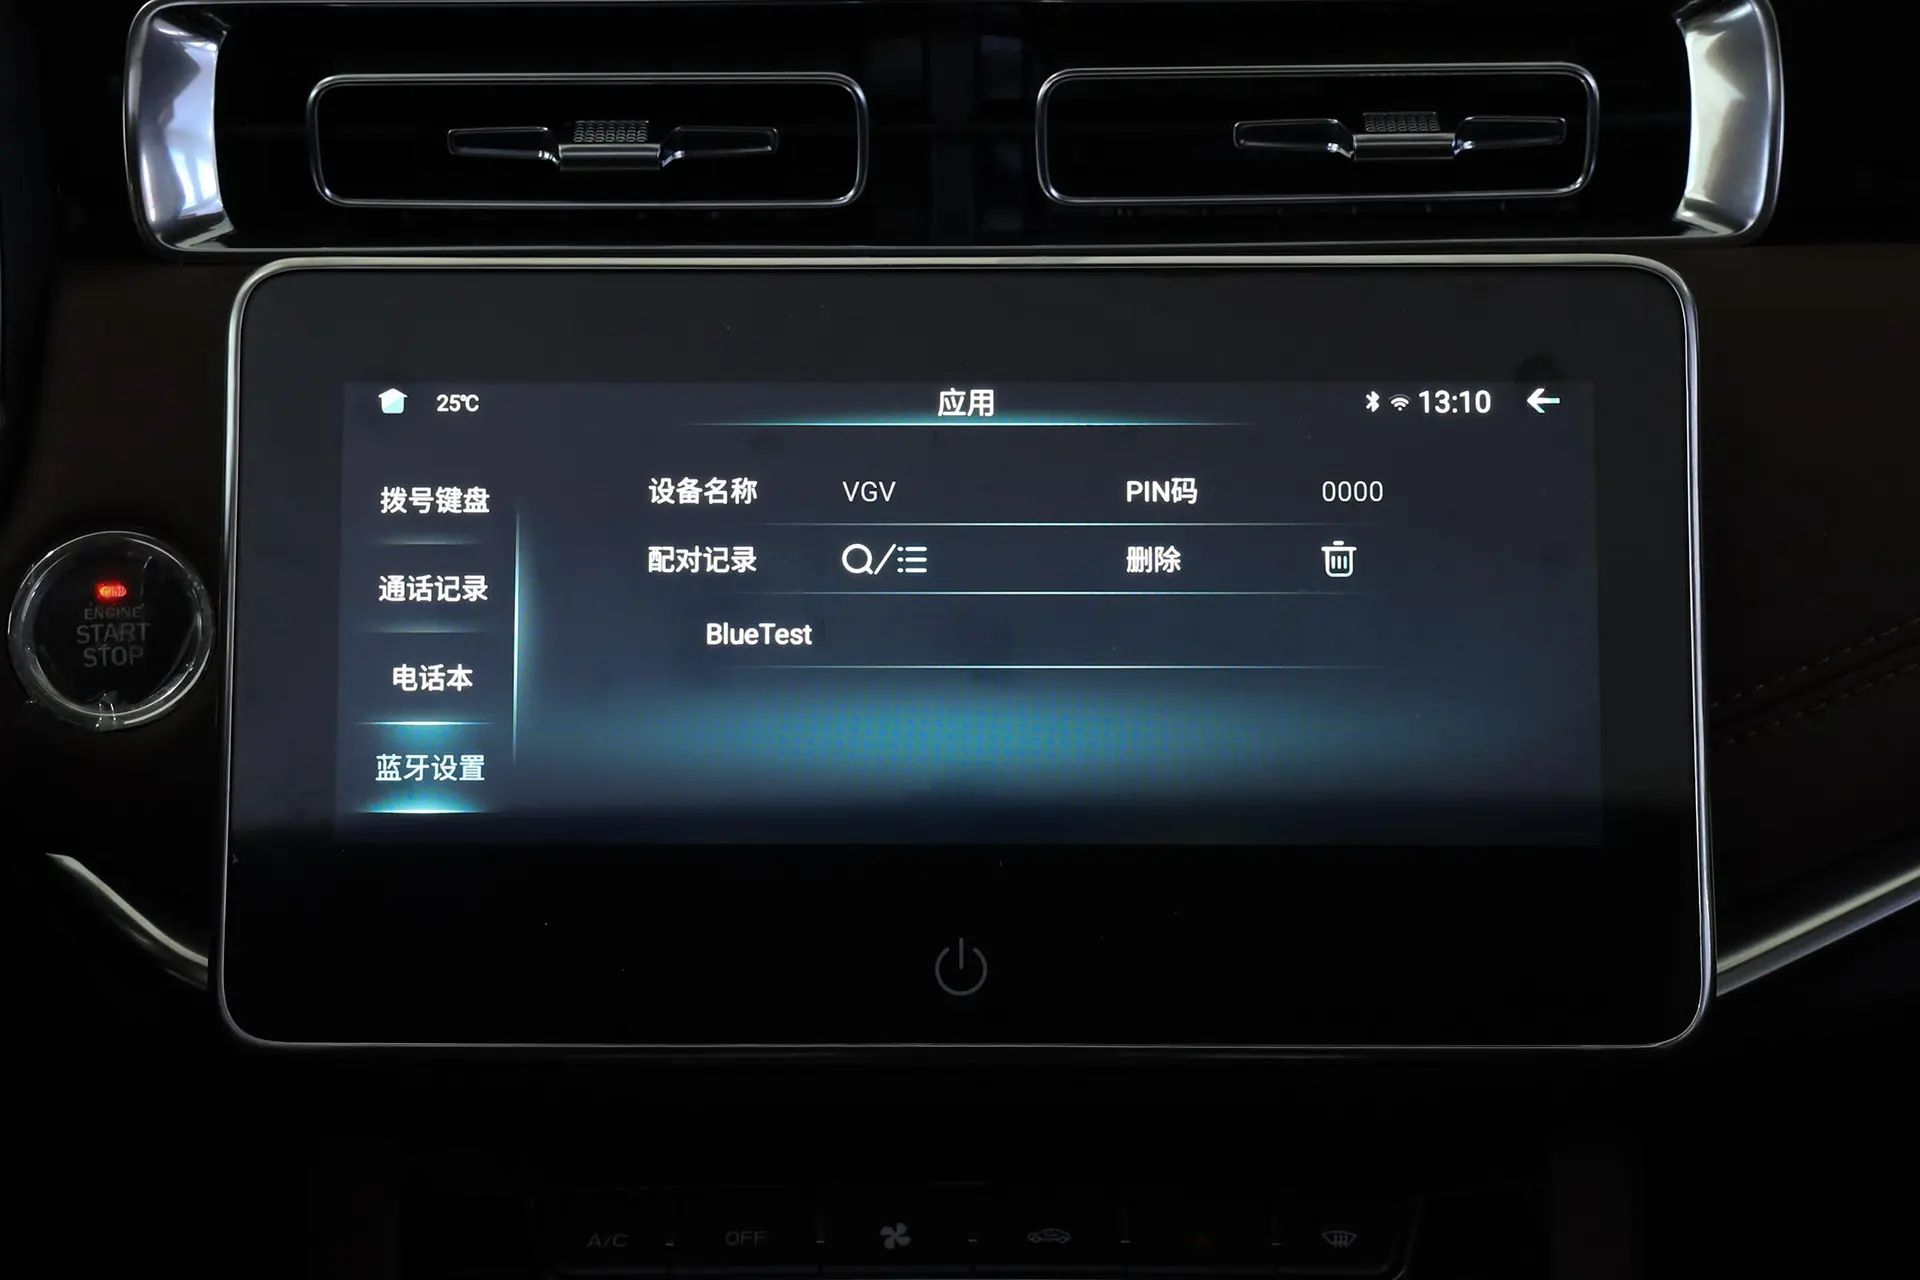 25℃ 应用 13:10
拨号键盘
通话记录
电话本
蓝牙设置
设备名称 VGV PIN码 0000
配对记录 删除
BlueTest
ENGINE
START
STOP
A/C OFF